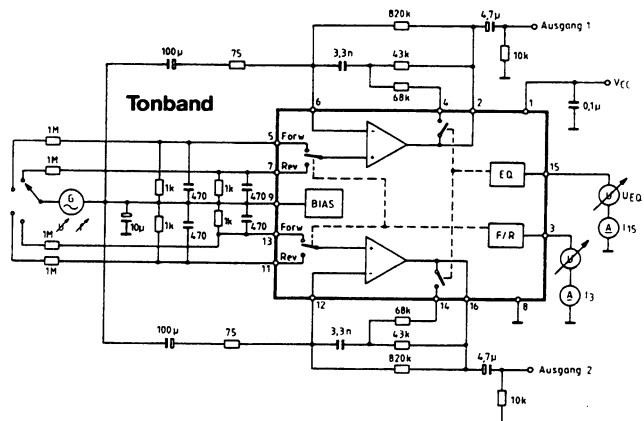 820k
4,7µ
Ausgang 1
100µ
75
3,3n
43k
10k
68k
VCC
Tonband
6
4
2
1
0,1µ
1M
5
Forw
-
+
1M
7
Rev
15
EQ
1k
470
1k
470
9
BIAS
G
UEQ
10µ
1k
470
1k
470
Forw
13
F/R
3
A
I15
1M
Rev
+
-
1M
11
A
I3
12
68k
14
16
8
100µ
75
3,3n
43k
820k
4,7µ
Ausgang 2
10k